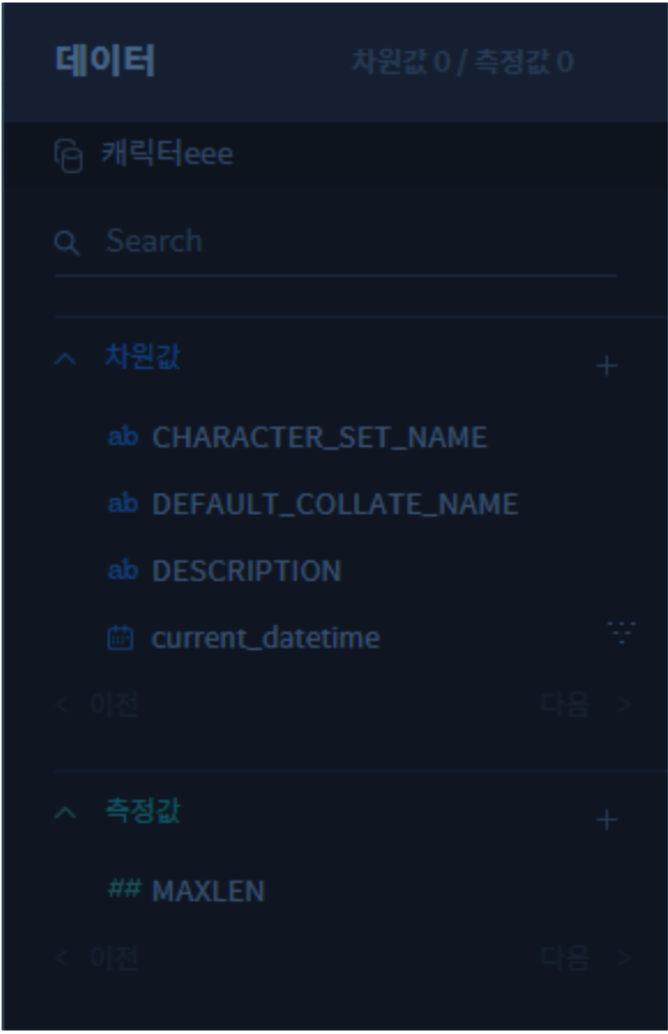 데이터 차원값 0 / 측정값 0
캐릭터eee
Search
차원값 +
ab CHARACTER_SET_NAME
ab DEFAULT_COLLATE_NAME
ab DESCRIPTION
current_datetime
< 이전 다음 >
측정값 +
## MAXLEN
< 이전 다음 >